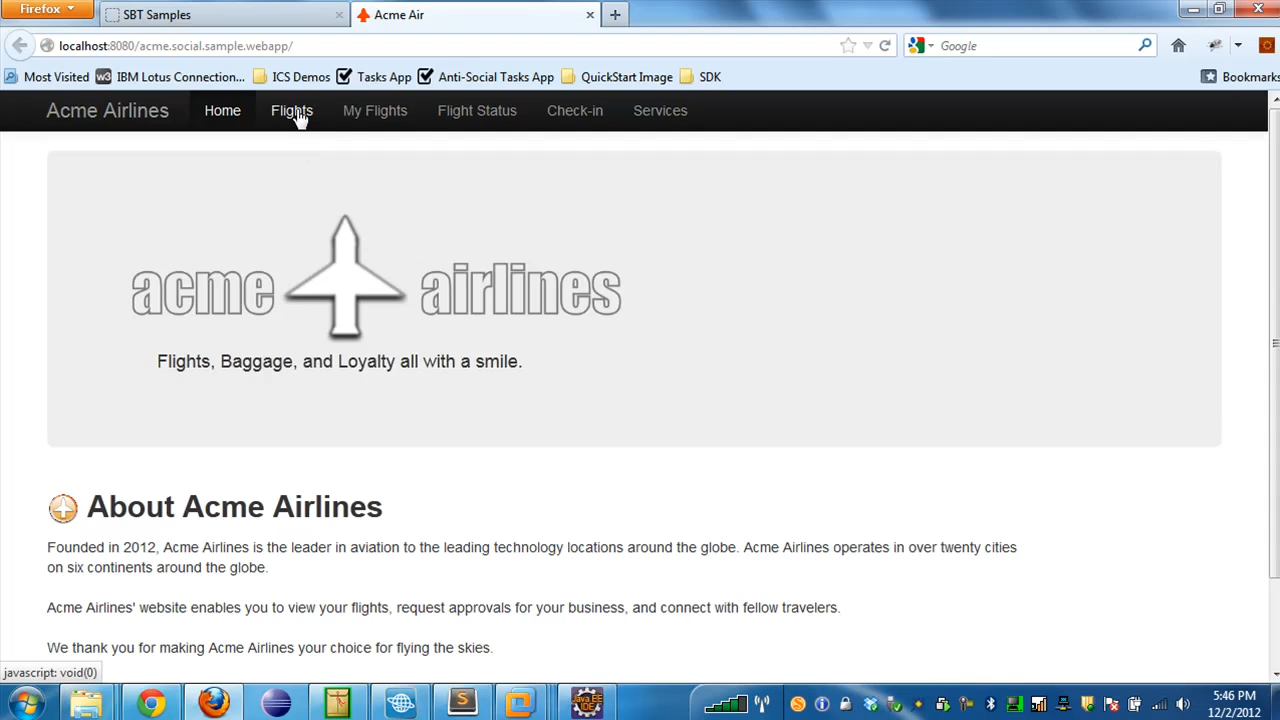 Firefox
SBT Samples
Acme Air
localhost:8080/acme.social.sample.webapp/
Google
Most Visited
w3 IBM Lotus Connection...
ICS Demos
Tasks App
Anti-Social Tasks App
QuickStart Image
SDK
Bookmarks
Acme Airlines
Home
Flights
My Flights
Flight Status
Check-in
Services
acme airlines
Flights, Baggage, and Loyalty all with a smile.
About Acme Airlines
Founded in 2012, Acme Airlines is the leader in aviation to the leading technology locations around the globe. Acme Airlines operates in over twenty cities
on six continents around the globe.
Acme Airlines' website enables you to view your flights, request approvals for your business, and connect with fellow travelers.
We thank you for making Acme Airlines your choice for flying the skies.
javascript: void(0)
Java EE
IDE
5:46 PM
12/2/2012